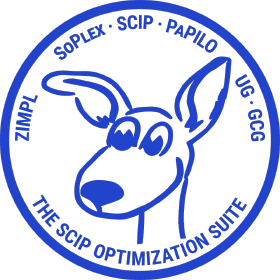 ZIMPL
SoPlex · SCIP · PaPILO
UG · GCG
THE SCIP OPTIMIZATION SUITE